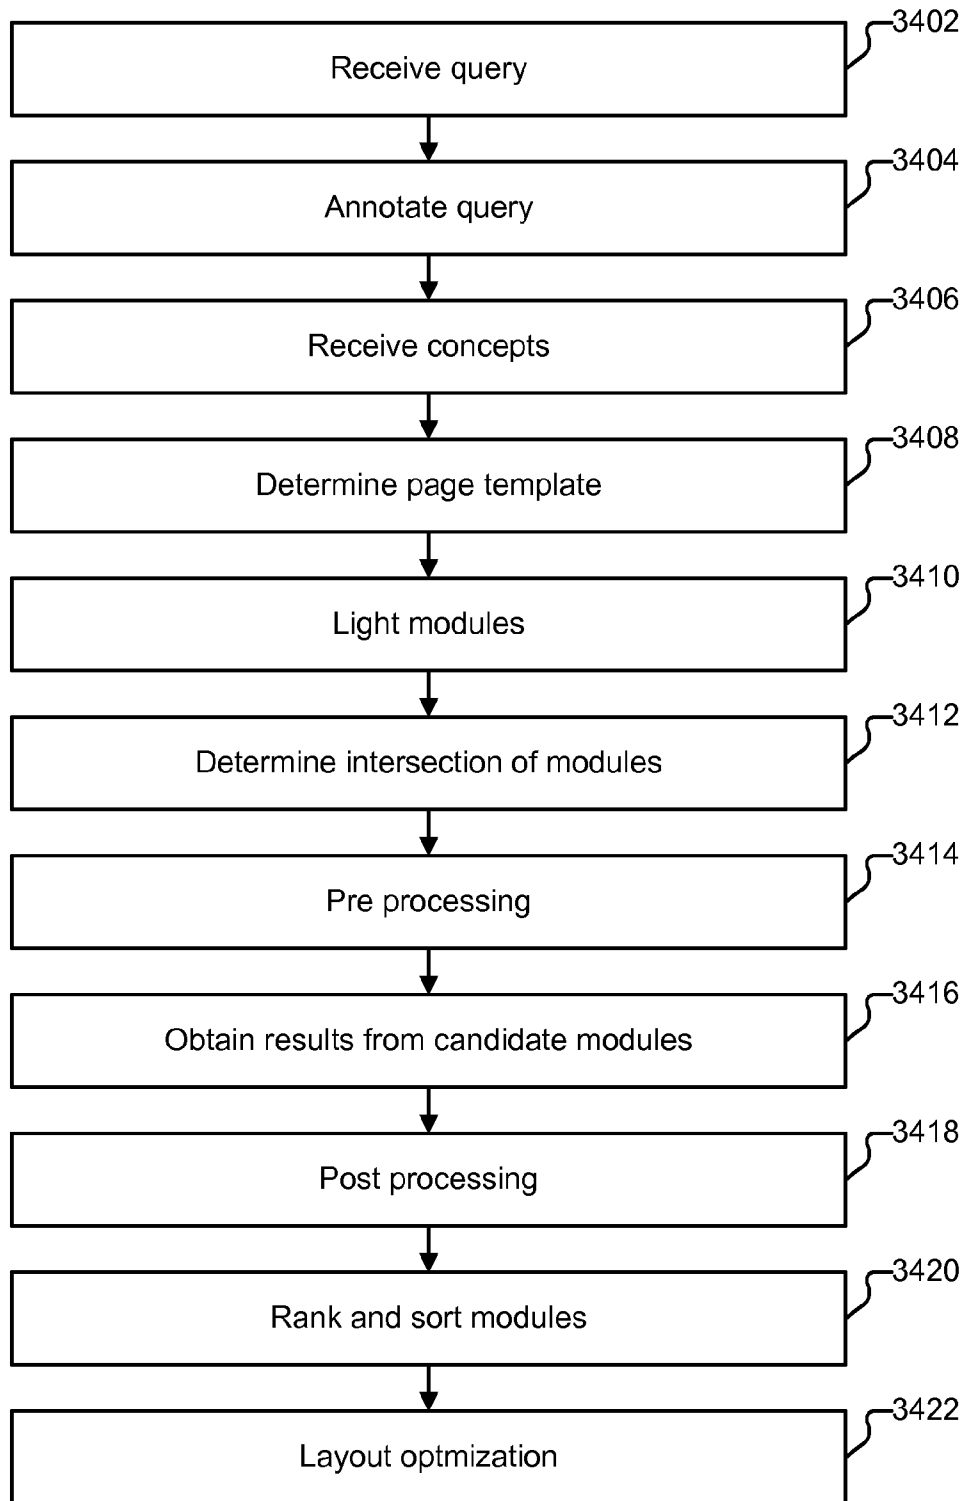 3402
Receive query
3404
Annotate query
3406
Receive concepts
3408
Determine page template
3410
Light modules
3412
Determine intersection of modules
3414
Pre processing
3416
Obtain results from candidate modules
3418
Post processing
3420
Rank and sort modules
3422
Layout optmization